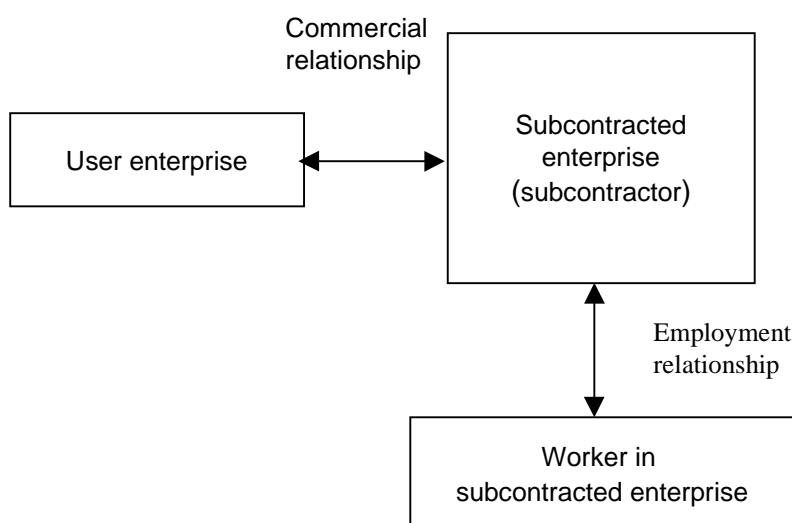 Commercial
relationship
User enterprise
Subcontracted
enterprise
(subcontractor)
Employment
relationship
Worker in
subcontracted enterprise